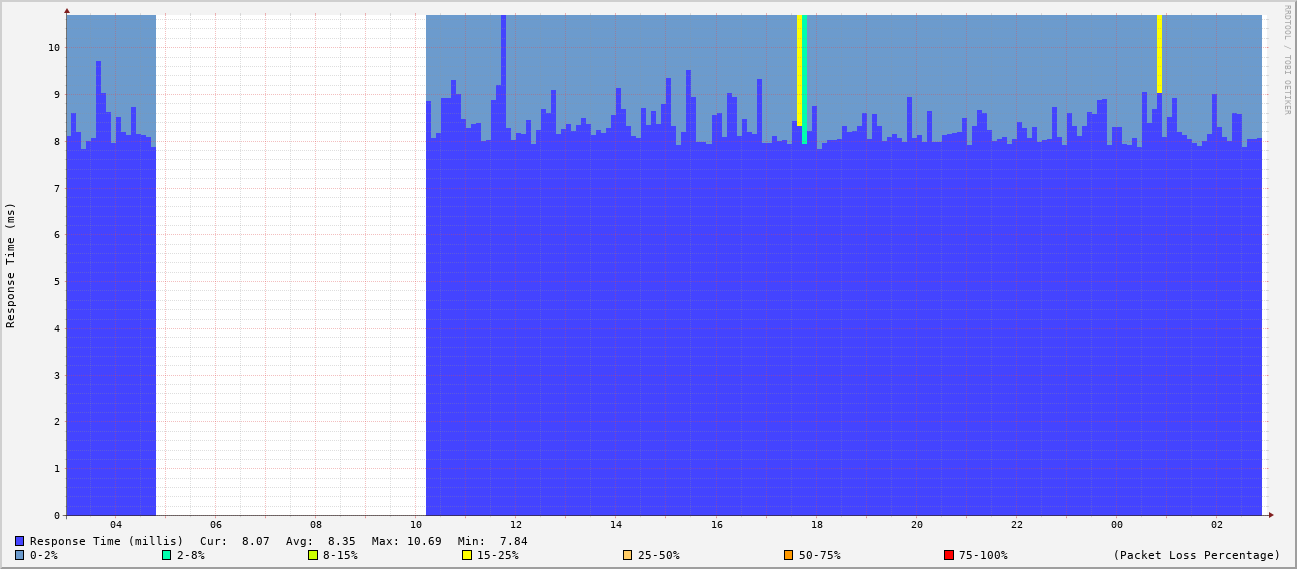 RRDTOOL / TOBI OETIKER
Response Time (ms)
10
9
8
7
6
5
4
3
2
1
0
04 06 08 10 12 14 16 18 20 22 00 02
Response Time (millis) Cur: 8.07 Avg: 8.35 Max: 10.69 Min: 7.84
0-2% 2-8% 8-15% 15-25% 25-50% 50-75% 75-100% (Packet Loss Percentage)